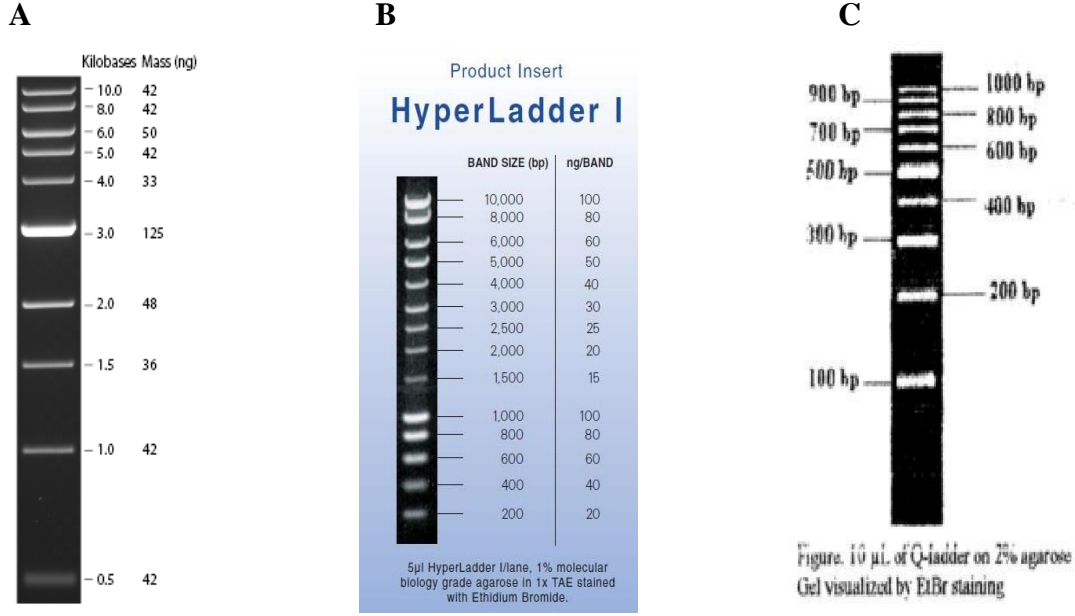 A
B
C
Kilobases Mass (ng)
10.0 42
8.0 42
6.0 50
5.0 42
4.0 33
3.0 125
2.0 48
1.5 36
1.0 42
0.5 42
Product Insert
HyperLadder I
BAND SIZE (bp) ng/BAND
10,000 100
8,000 80
6,000 60
5,000 50
4,000 40
3,000 30
2,500 25
2,000 20
1,500 15
1,000 100
800 80
600 60
400 40
200 20
5µl HyperLadder I/lane, 1% molecular
biology grade agarose in 1x TAE stained
with Ethidium Bromide.
1000 bp
900 bp
800 bp
700 bp
600 bp
500 bp
400 bp
300 bp
200 bp
100 bp
Figure. 10 µL of Q-ladder on 2% agarose
Gel visualized by EtBr staining